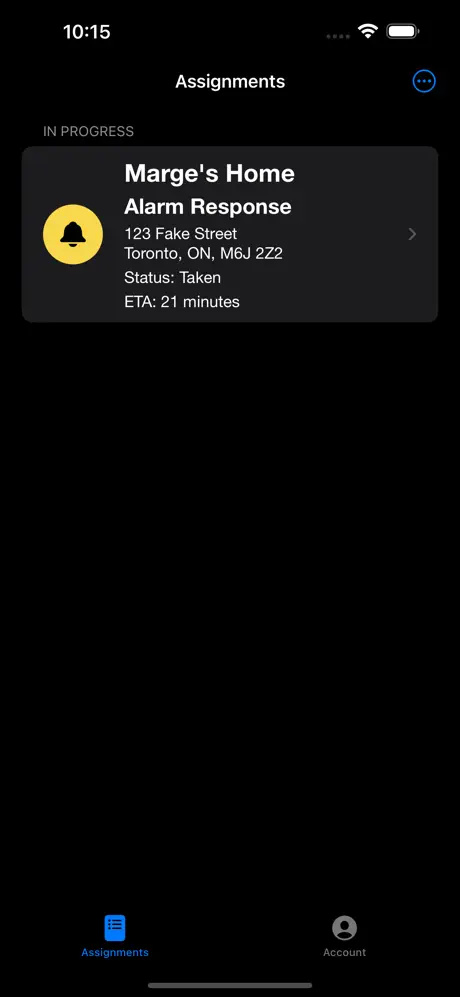 10:15
Assignments
IN PROGRESS
Marge's Home
Alarm Response
123 Fake Street
Toronto, ON, M6J 2Z2
Status: Taken
ETA: 21 minutes
Assignments
Account